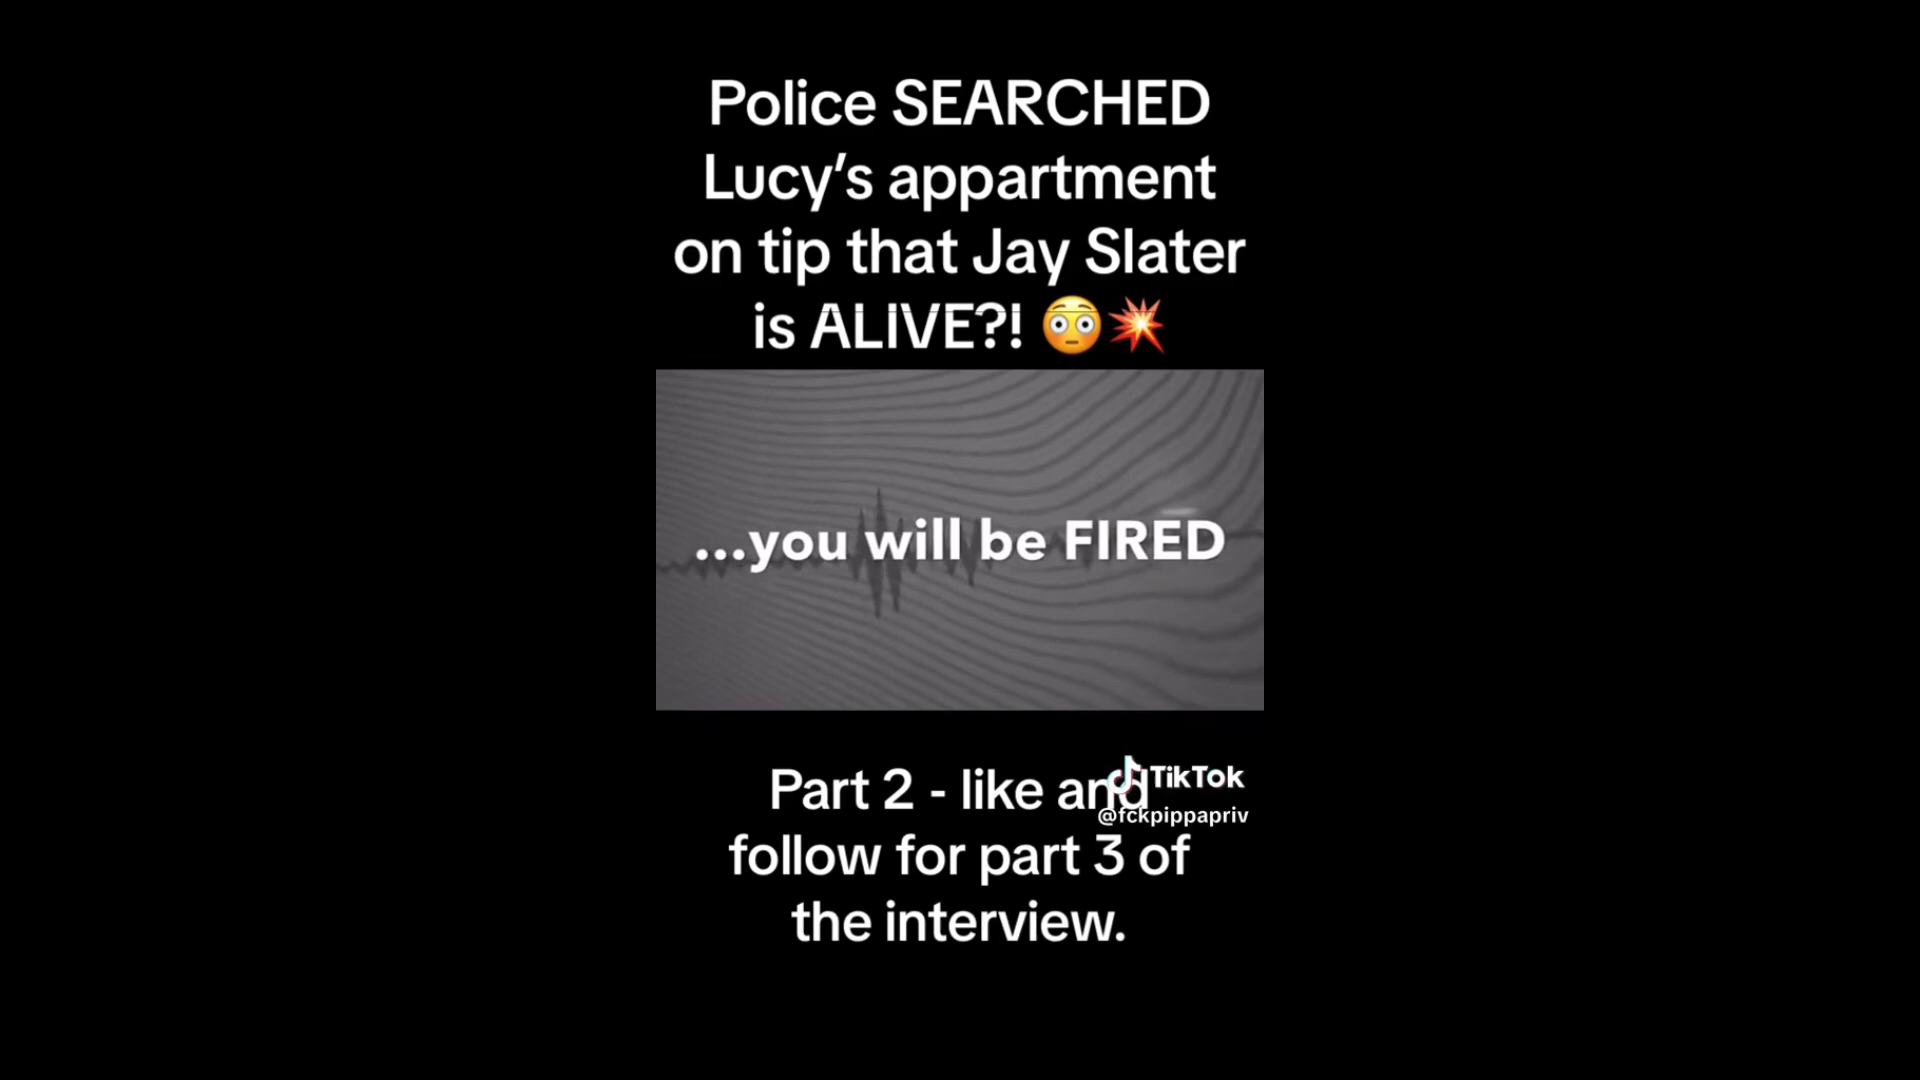 Police SEARCHED
Lucy’s appartment
on tip that Jay Slater
is ALIVE?! 😳💥
...you will be FIRED
Part 2 - like and
TikTok
@fckpippapriv
follow for part 3 of
the interview.